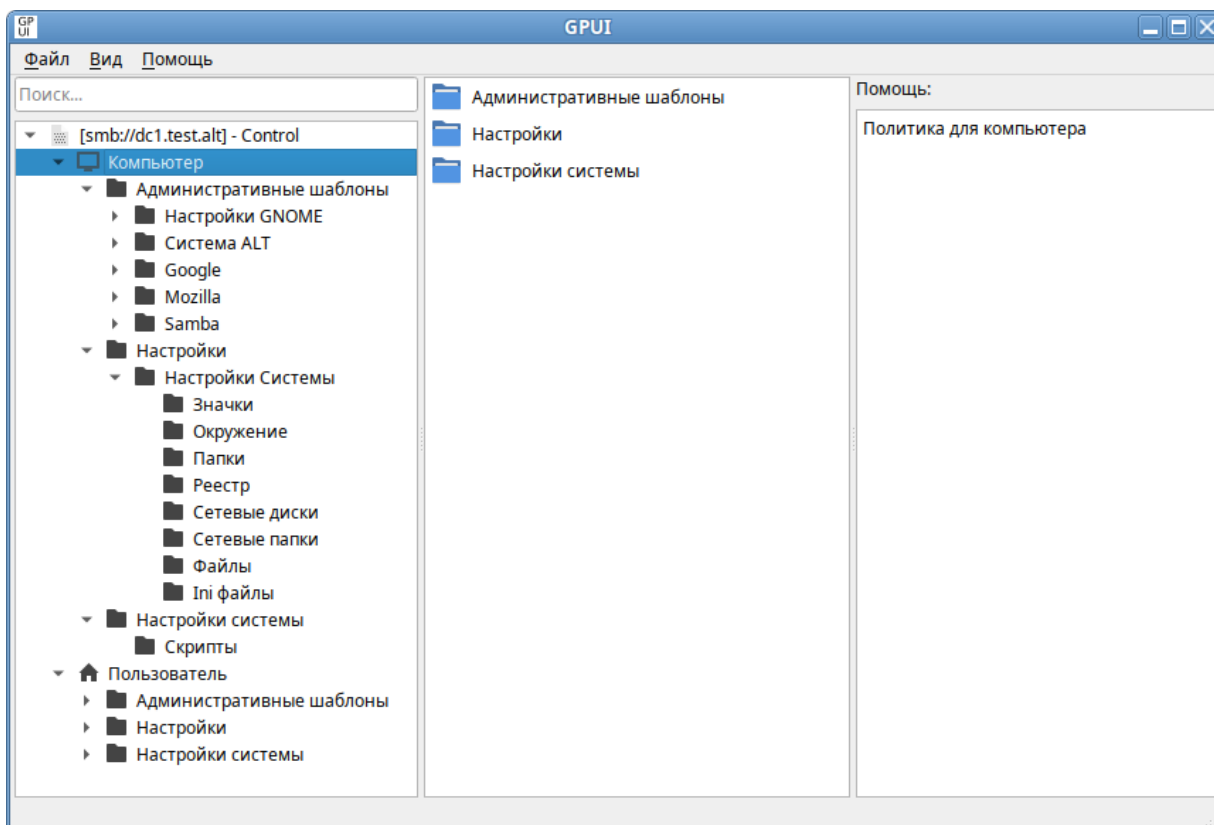 GP
UI
GPUI
Файл Вид Помощь
Поиск...
[smb://dc1.test.alt] - Control
Компьютер
Административные шаблоны
Настройки GNOME
Система ALT
Google
Mozilla
Samba
Настройки
Настройки Системы
Значки
Окружение
Папки
Реестр
Сетевые диски
Сетевые папки
Файлы
Ini файлы
Настройки системы
Скрипты
Пользователь
Административные шаблоны
Настройки
Настройки системы
Административные шаблоны
Настройки
Настройки системы
Помощь:
Политика для компьютера